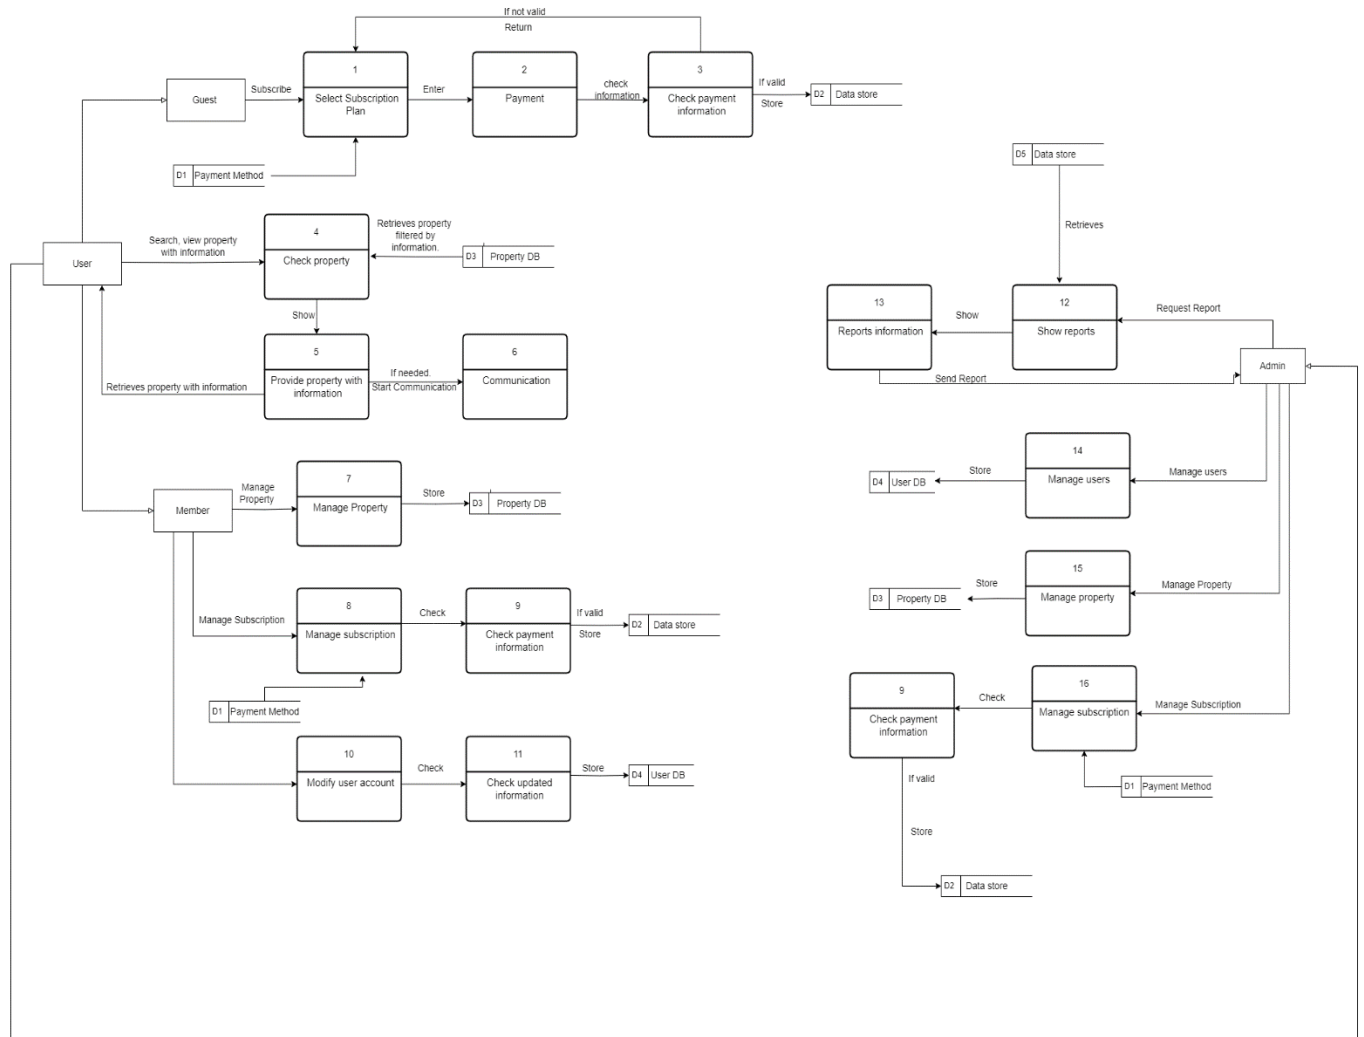 If not valid
Return
1
Select Subscription
Plan
2
Payment
3
Check payment
information
Guest
Subscribe
Enter
check
information
If valid
Store
D2 Data store
D1 Payment Method
D5 Data store
Retrieves
User
Search, view property
with information
4
Check property
Retrieves property
filtered by
information.
D3 Property DB
Show
5
Provide property with
information
If needed.
Start Communication
6
Communication
Retrieves property with information
13
Reports information
Show
12
Show reports
Request Report
Admin
Send Report
Member
Manage
Property
7
Manage Property
Store
D3 Property DB
14
Manage users
Manage users
Store
D4 User DB
15
Manage property
Manage Property
Store
D3 Property DB
Manage Subscription
8
Manage subscription
Check
9
Check payment
information
If valid
Store
D2 Data store
D1 Payment Method
9
Check payment
information
Check
16
Manage subscription
Manage Subscription
D1 Payment Method
If valid
Store
D2 Data store
10
Modify user account
Check
11
Check updated
information
Store
D4 User DB